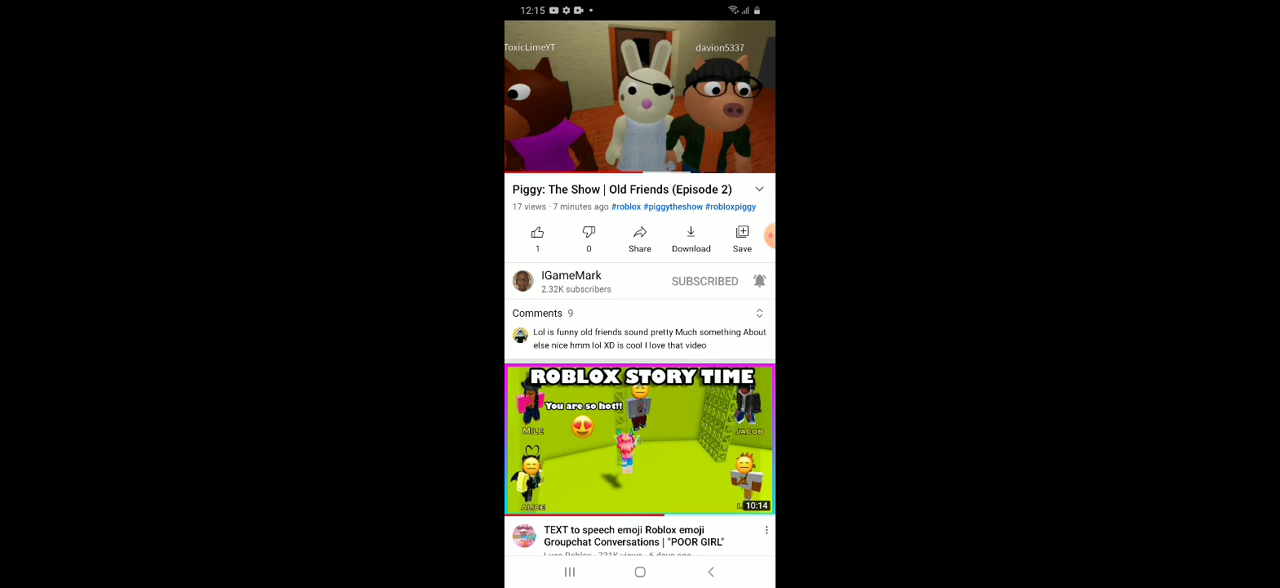 12:15
ToxicLimeYT davion5337
Piggy: The Show | Old Friends (Episode 2)
17 views · 7 minutes ago #roblox #piggytheshow #robloxpiggy
1 0 Share Download Save
IGameMark
2.32K subscribers
SUBSCRIBED
Comments 9
Lol is funny old friends sound pretty Much something About
else nice hmm lol XD is cool I love that video
ROBLOX STORY TIME
You are so hot!!
MILE JACOB
ALICE
10:14
TEXT to speech emoji Roblox emoji
Groupchat Conversations | "POOR GIRL"